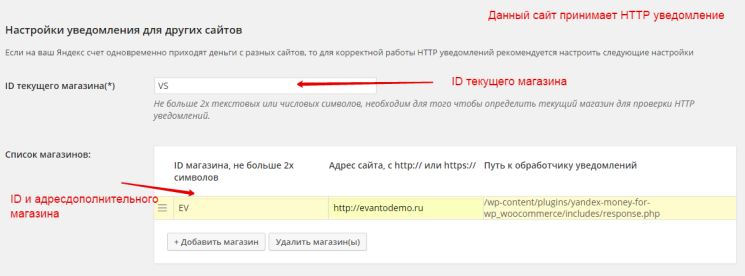 Данный сайт принимает HTTP уведомление
Настройки уведомления для других сайтов
Если на ваш Яндекс счет одновременно приходят деньги с разных сайтов, то для корректной работы HTTP уведомлений рекомендуется настроить следующие настройки
ID текущего магазина(*)
VS
ID текущего магазина
Не больше 2х текстовых или числовых символов, необходим для того чтобы определить текущий магазин для проверки HTTP
уведомлений.
Список магазинов:
ID магазина, не больше 2х
символов
Адрес сайта, с http:// или https://
Путь к обработчику уведомлений
ID и адресдополнительного
магазина
EV
http://evantodemo.ru
/wp-content/plugins/yandex-money-for-
wp_woocommerce/includes/response.php
+ Добавить магазин
Удалить магазин(ы)